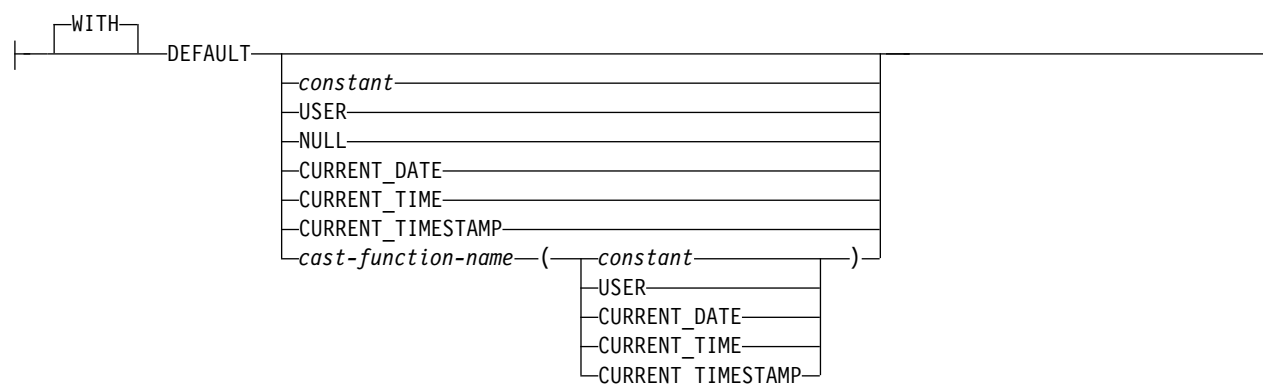 WITH
DEFAULT
constant
USER
NULL
CURRENT_DATE
CURRENT_TIME
CURRENT_TIMESTAMP
cast-function-name ( constant )
USER
CURRENT_DATE
CURRENT_TIME
CURRENT_TIMESTAMP